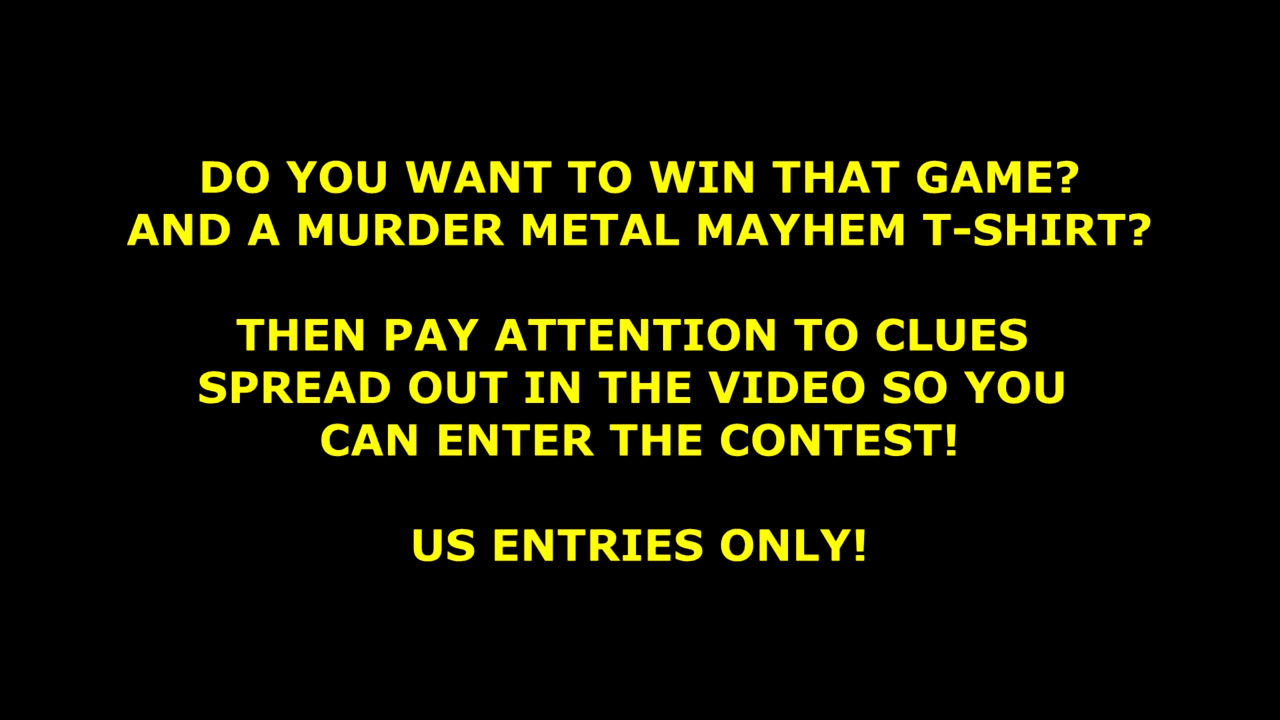 DO YOU WANT TO WIN THAT GAME?
AND A MURDER METAL MAYHEM T-SHIRT?
THEN PAY ATTENTION TO CLUES
SPREAD OUT IN THE VIDEO SO YOU
CAN ENTER THE CONTEST!
US ENTRIES ONLY!